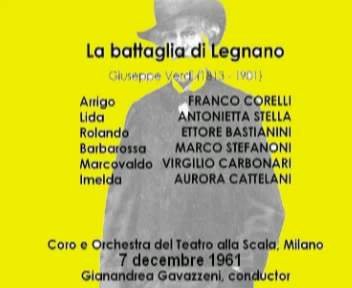 La battaglia di Legnano
Giuseppe Verdi (1813 - 1901)
Arrigo FRANCO CORELLI
Lida ANTONIETTA STELLA
Rolando ETTORE BASTIANINI
Barbarossa MARCO STEFANONI
Marcovaldo VIRGILIO CARBONARI
Imelda AURORA CATTELANI
Coro e Orchestra del Teatro alla Scala, Milano
7 decembre 1961
Gianandrea Gavazzeni, conductor